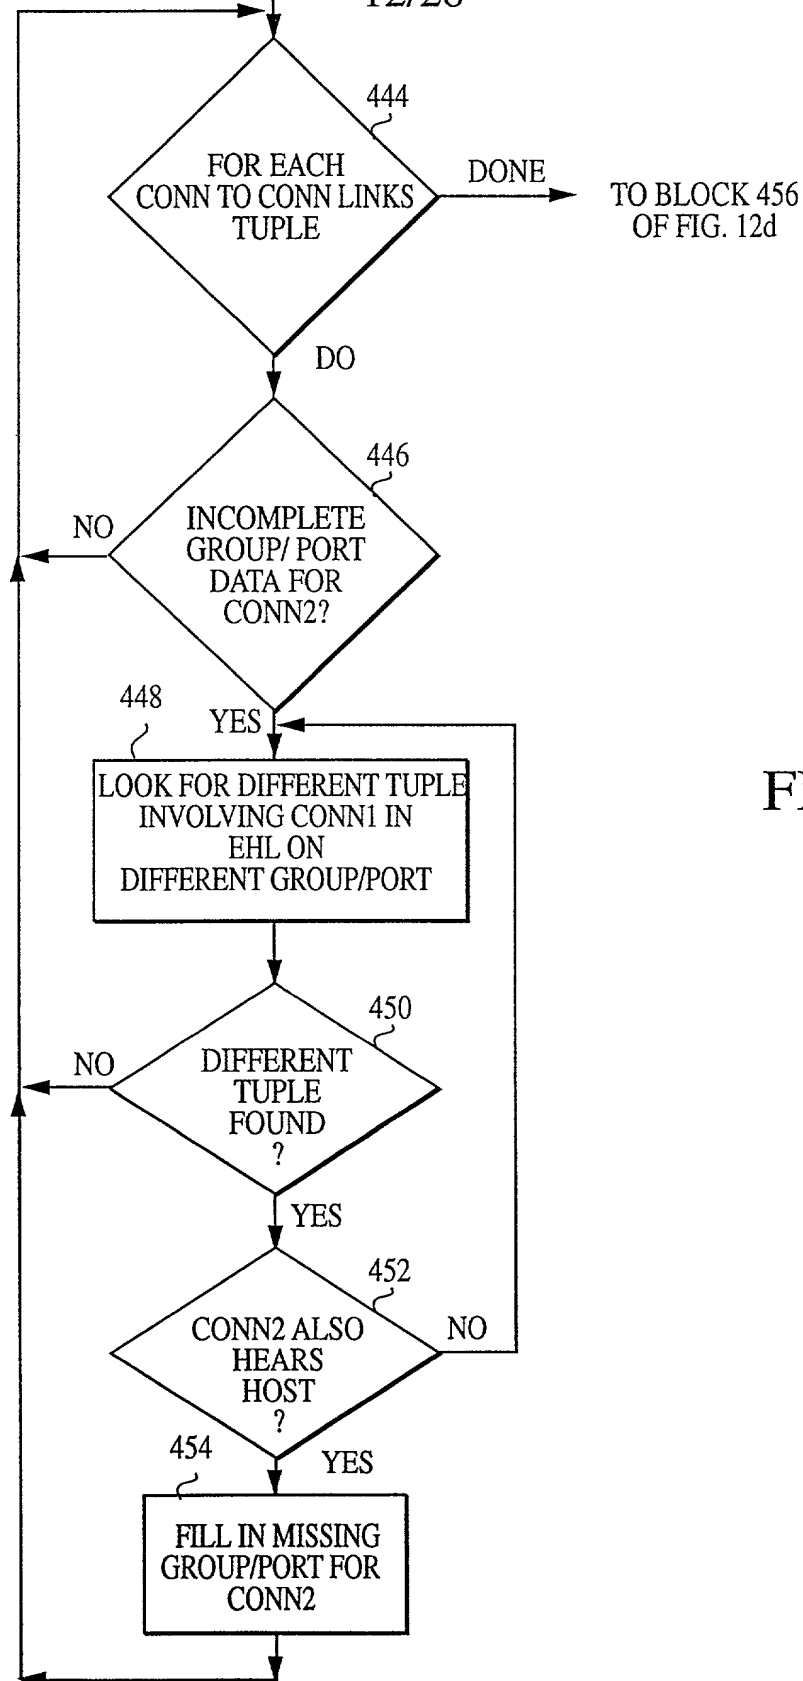 444
FOR EACH
CONN TO CONN LINKS
TUPLE
DONE
TO BLOCK 456
OF FIG. 12d
DO
446
INCOMPLETE
GROUP/ PORT
DATA FOR
CONN2?
NO
YES
448
LOOK FOR DIFFERENT TUPLE
INVOLVING CONN1 IN
EHL ON
DIFFERENT GROUP/PORT
450
DIFFERENT
TUPLE
FOUND
?
NO
YES
452
CONN2 ALSO
HEARS
HOST
?
NO
YES
454
FILL IN MISSING
GROUP/PORT FOR
CONN2